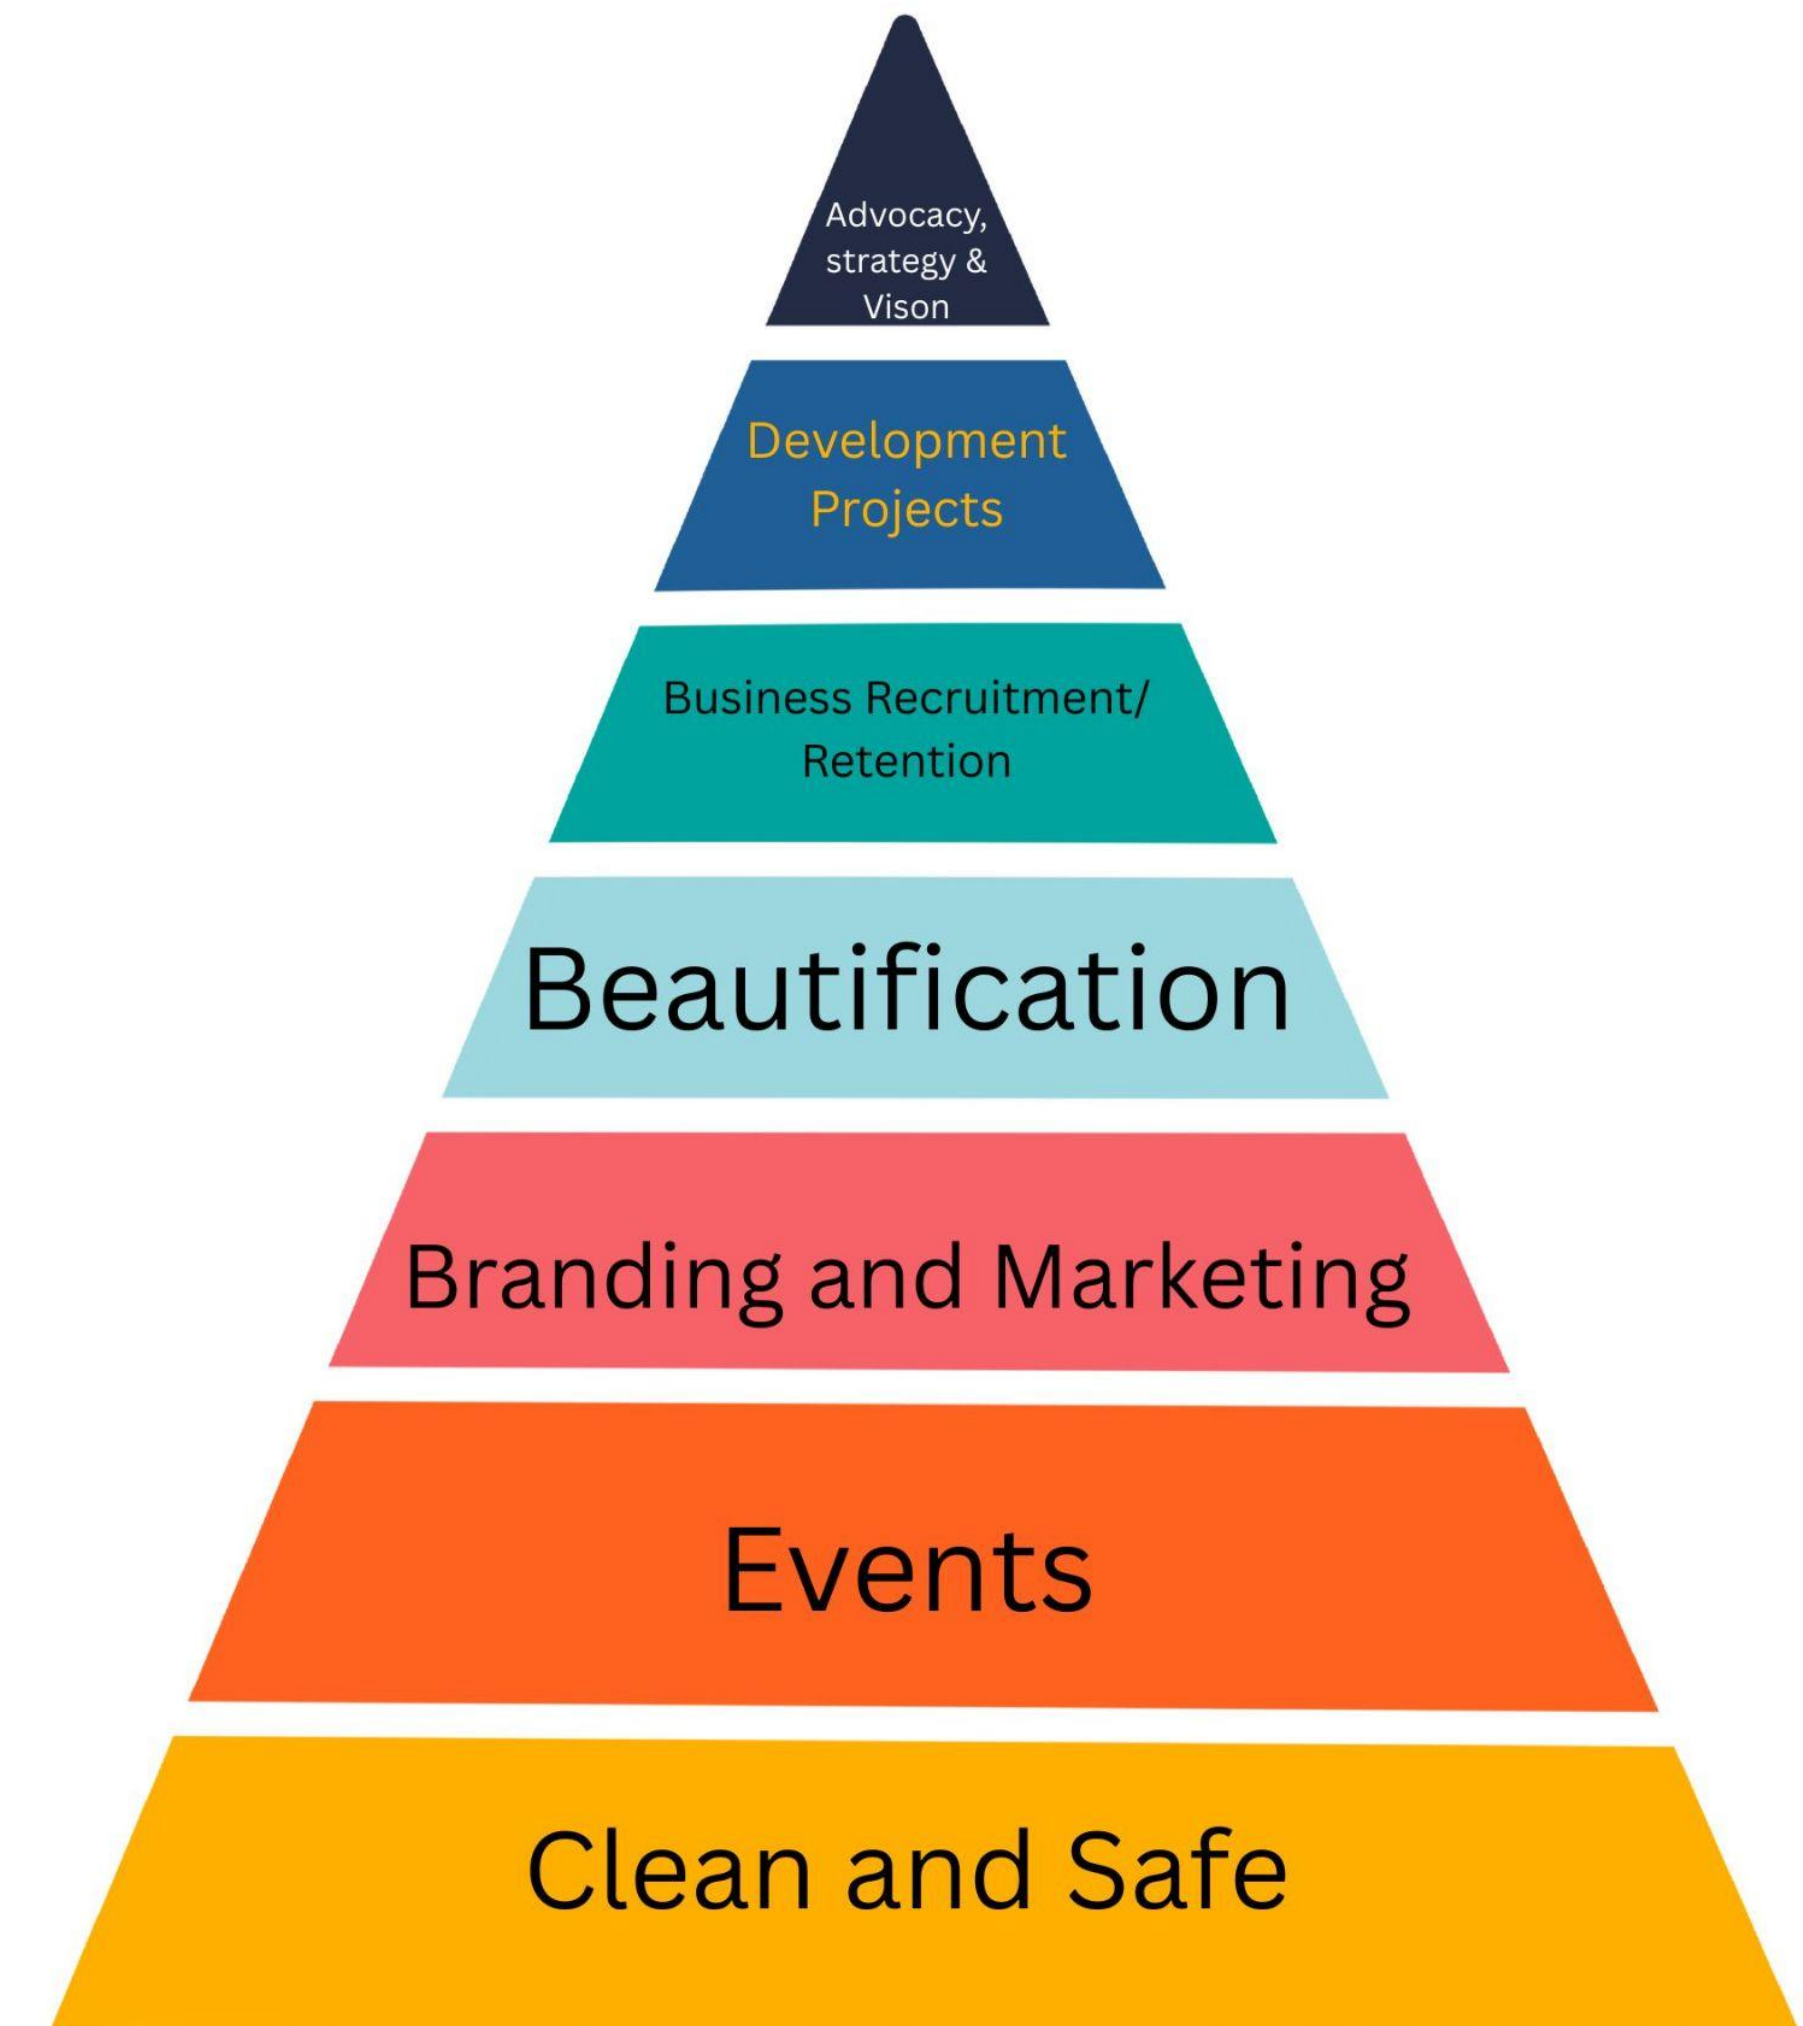 Advocacy,
strategy &
Vison
Development
Projects
Business Recruitment/
Retention
Beautification
Branding and Marketing
Events
Clean and Safe